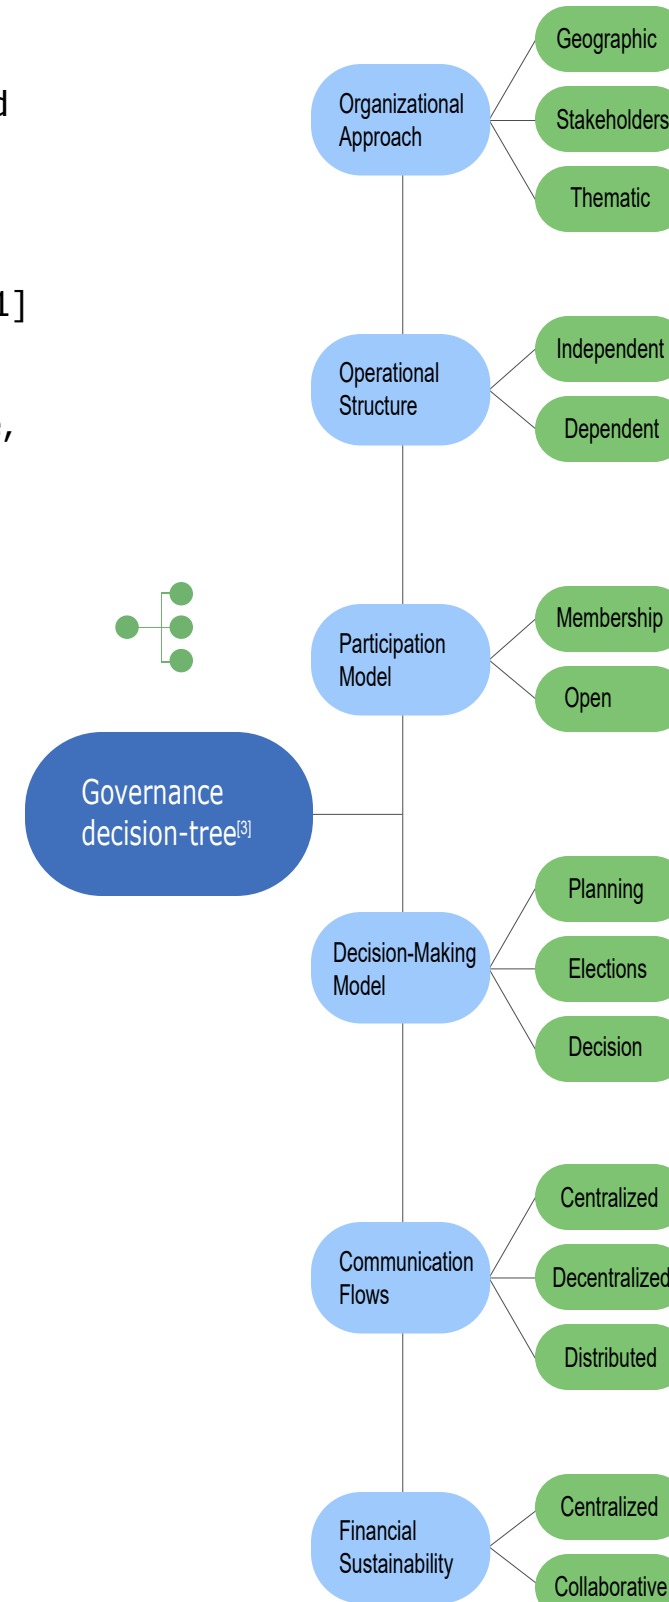 d
1]
,
Governance
decision-tree[3]
Organizational
Approach
Geographic
Stakeholders
Thematic
Operational
Structure
Independent
Dependent
Participation
Model
Membership
Open
Decision-Making
Model
Planning
Elections
Decision
Communication
Flows
Centralized
Decentralized
Distributed
Financial
Sustainability
Centralized
Collaborative